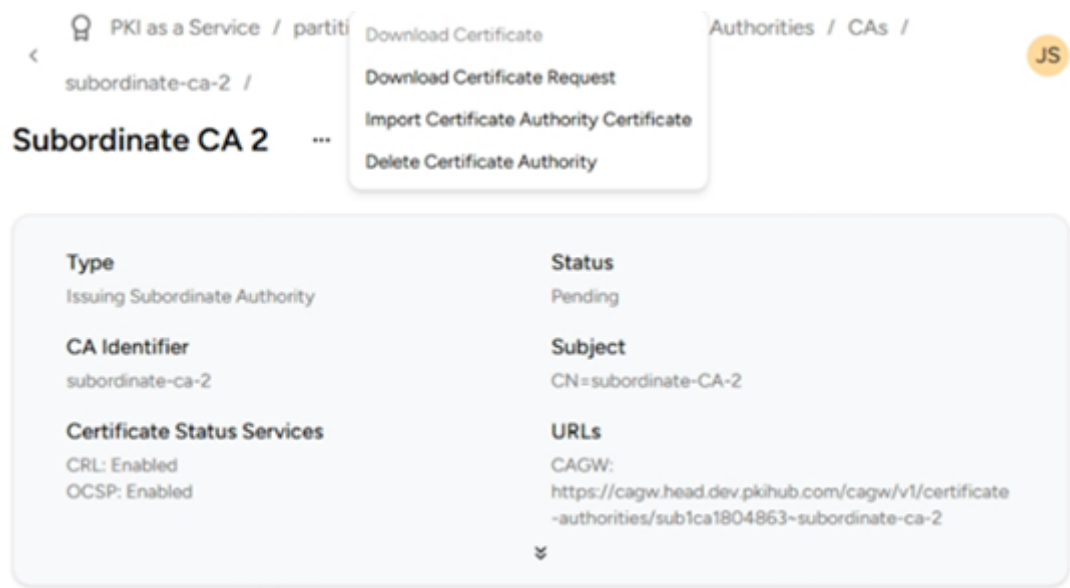 PKI as a Service / partiti
Authorities / CAs /
subordinate-ca-2 /
JS
Subordinate CA 2 ...
Download Certificate
Download Certificate Request
Import Certificate Authority Certificate
Delete Certificate Authority
Type
Issuing Subordinate Authority
Status
Pending
CA Identifier
subordinate-ca-2
Subject
CN=subordinate-CA-2
Certificate Status Services
CRL: Enabled
OCSP: Enabled
URLs
CAGW:
https://cagw.head.dev.pkihub.com/cagw/v1/certificate
-authorities/sub1ca1804863~subordinate-ca-2